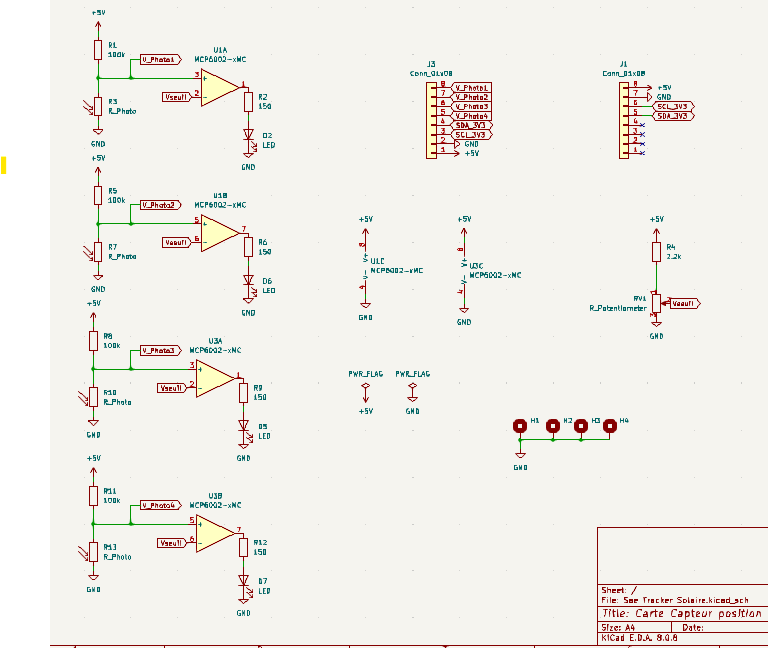 +5V
R1
100k
V_Photo1
U1A
MCP6002-xMC
3
+
1
Vseuil
2
-
R3
R_Photo
R2
150
D2
LED
GND
GND
+5V
R5
100k
V_Photo2
U1B
MCP6002-xMC
5
+
7
Vseuil
6
-
R7
R_Photo
R6
150
D6
LED
GND
GND
+5V
R8
100k
V_Photo3
U3A
MCP6002-xMC
3
+
1
Vseuil
2
-
R10
R_Photo
R9
150
D5
LED
GND
GND
+5V
R11
100k
V_Photo4
U3B
MCP6002-xMC
5
+
7
Vseuil
6
-
R13
R_Photo
R12
150
D7
LED
GND
GND
J3
Conn_01x08
8 V_Photo1
7 V_Photo2
6 V_Photo3
5 V_Photo4
4 SDA_3V3
3 SCL_3V3
2 GND
1 +5V
J1
Conn_01x08
8 +5V
7 GND
6 SCL_3V3
5 SDA_3V3
4
3
2
1
+5V
8
V+
U1C
MCP6002-xMC
V-
4
GND
+5V
8
V+
U3C
MCP6002-xMC
V-
4
GND
+5V
R4
2.2k
RV1
R_Potentiometer
Vseuil
GND
PWR_FLAG
+5V
PWR_FLAG
GND
H1
H2
H3
H4
GND
Sheet: /
File: Sae Tracker Solaire.kicad_sch
Title: Carte Capteur position
Size: A4
Date:
KiCad E.D.A. 8.0.8